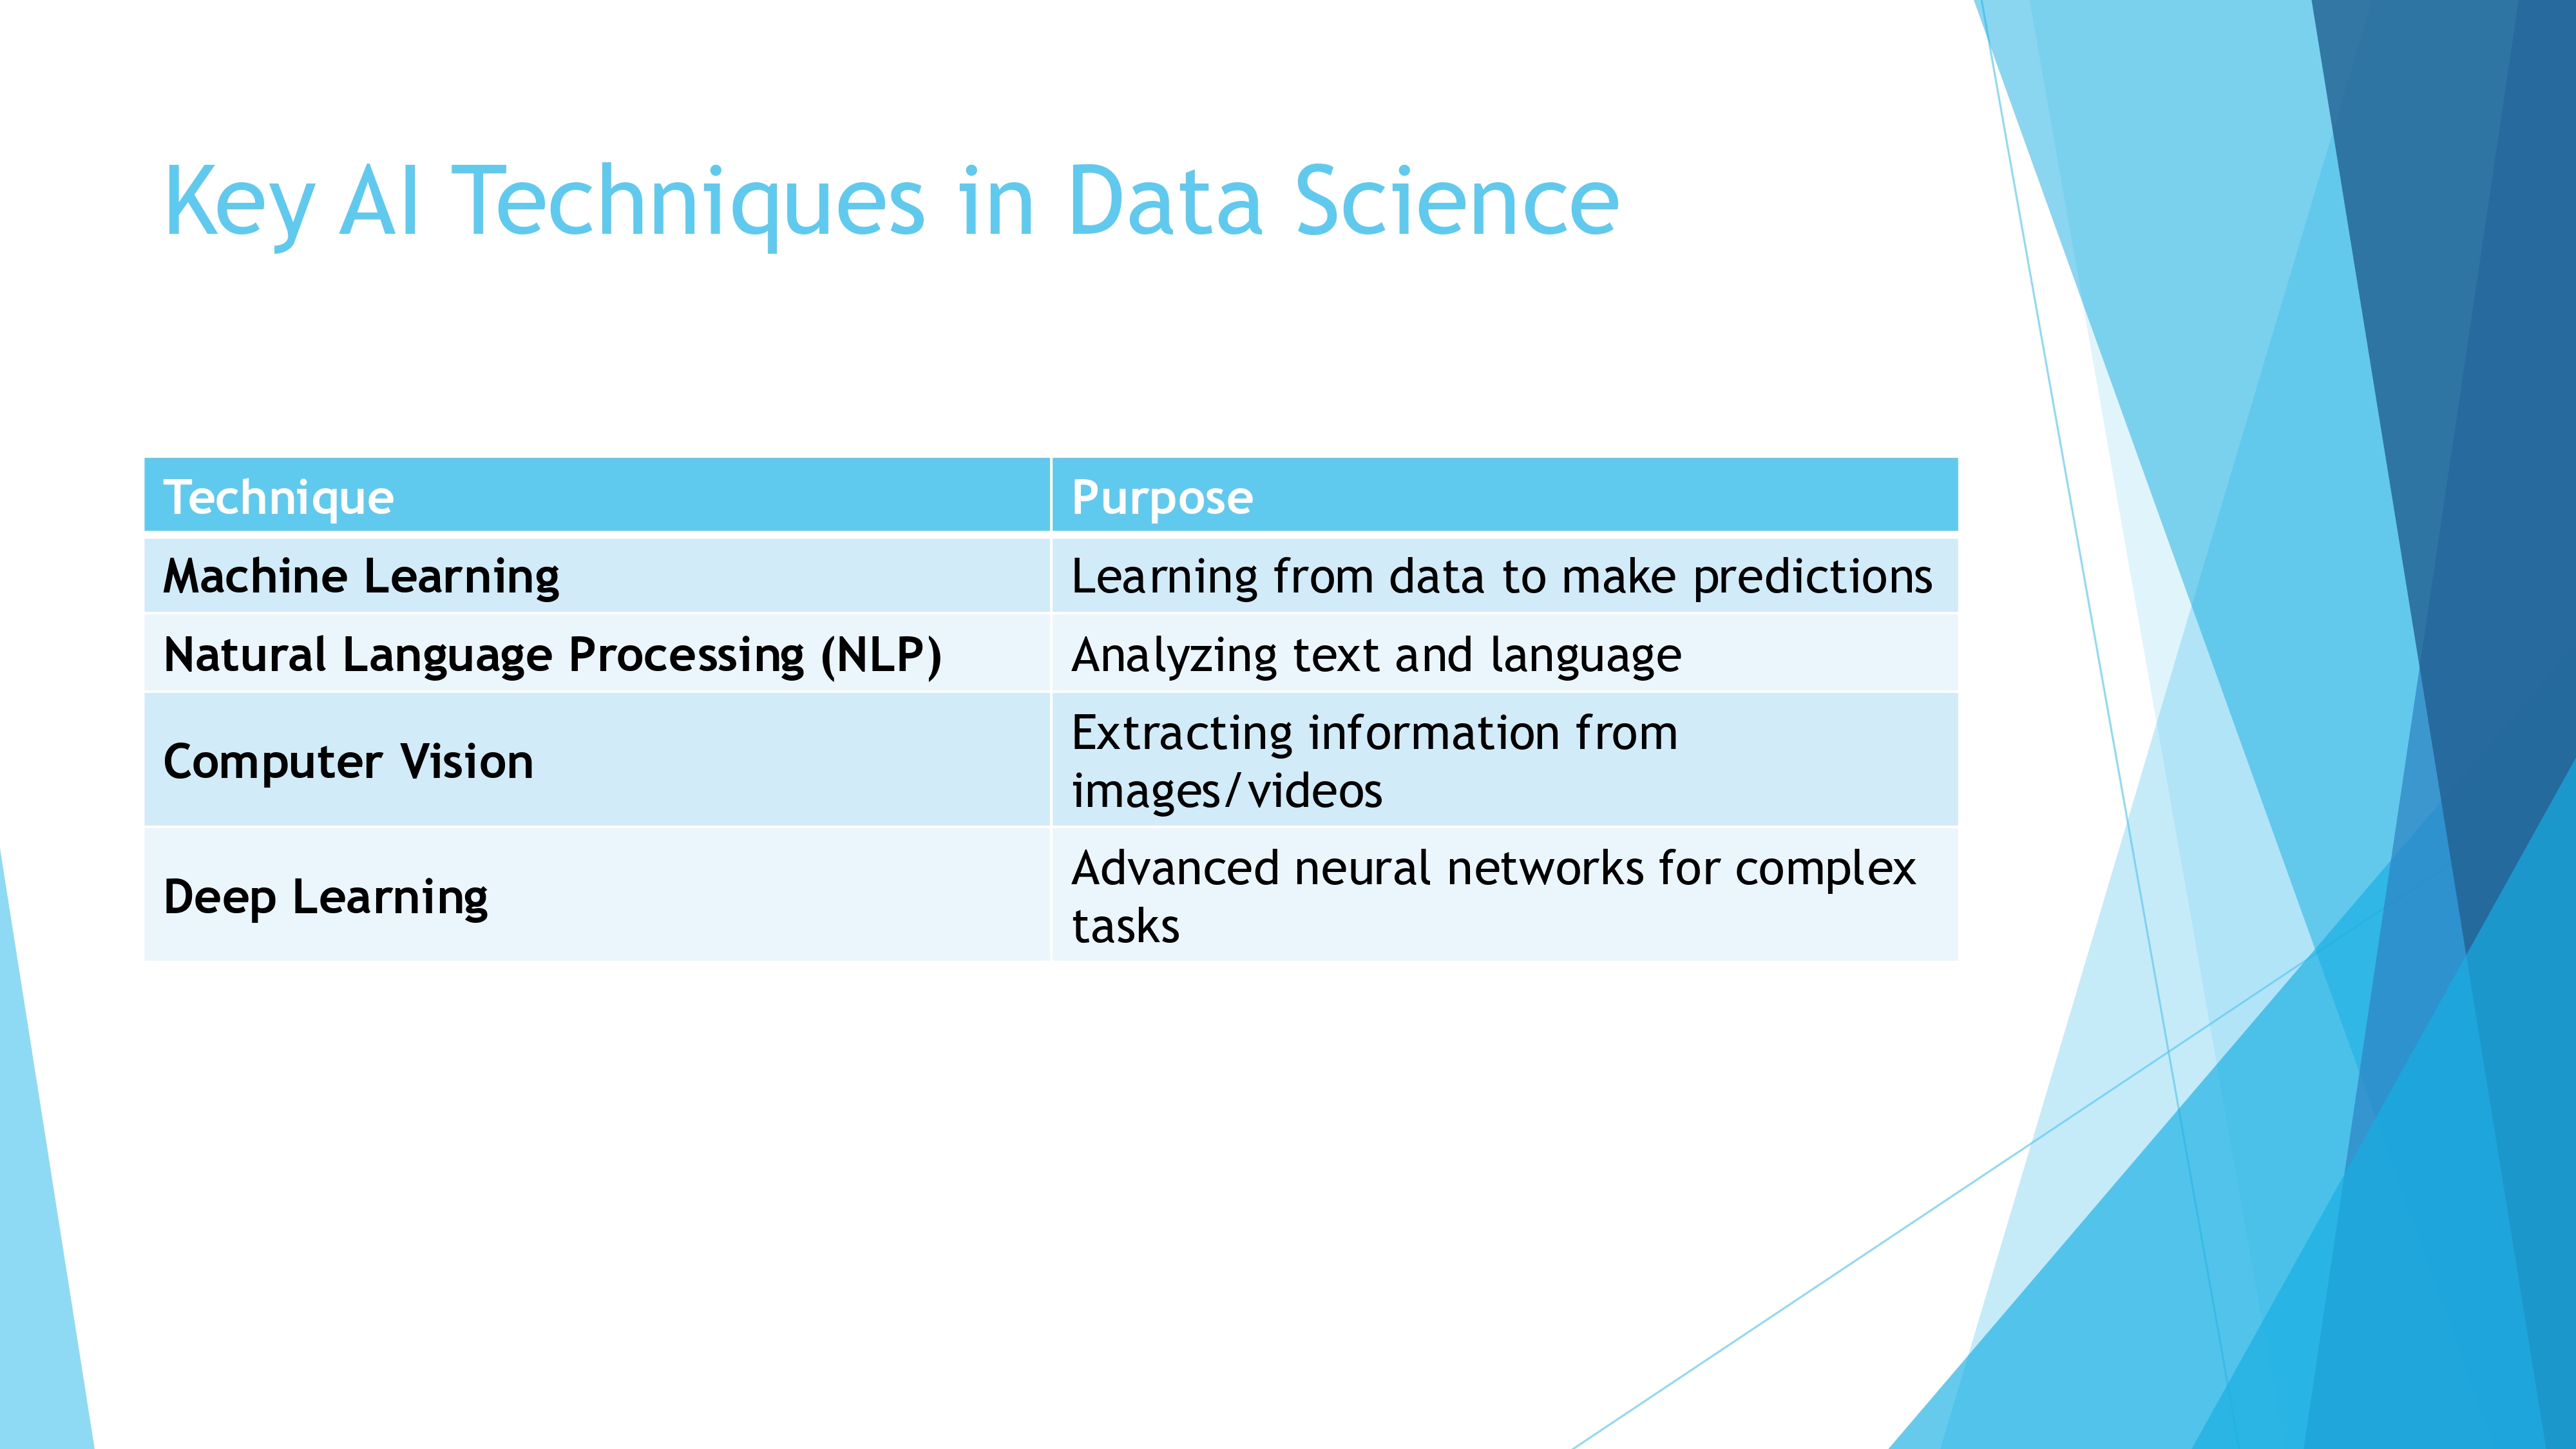 Key AI Techniques in Data Science
Technique Purpose
Machine Learning Learning from data to make predictions
Natural Language Processing (NLP) Analyzing text and language
Computer Vision Extracting information from
images/videos
Deep Learning Advanced neural networks for complex
tasks